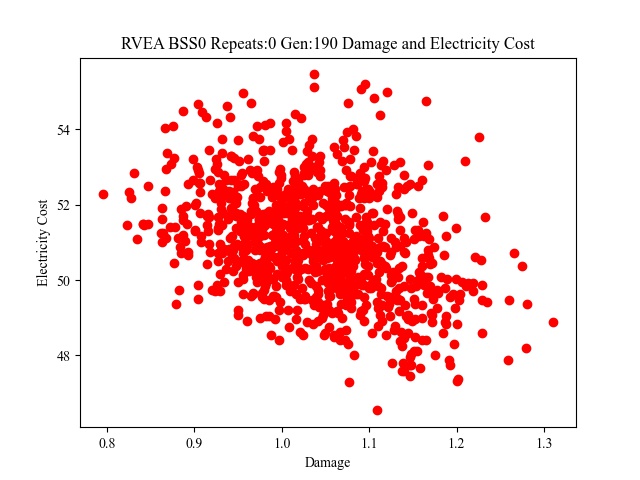 RVEA BSS0 Repeats:0 Gen:190 Damage and Electricity Cost
54
52
50
48
Electricity Cost
0.8 0.9 1.0 1.1 1.2 1.3
Damage